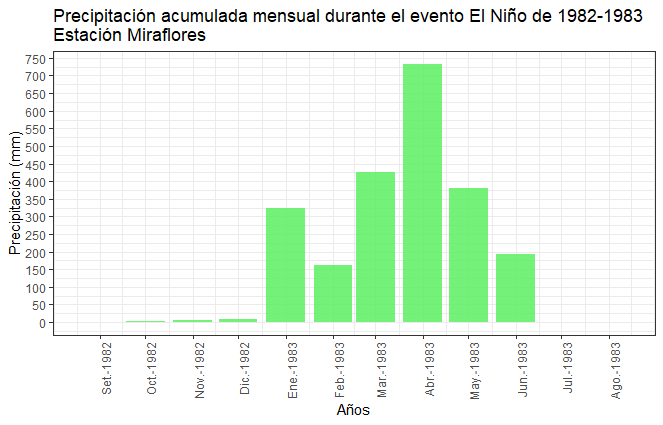 Precipitación acumulada mensual durante el evento El Niño de 1982-1983
Estación Miraflores
Precipitación (mm)
750
700
650
600
550
500
450
400
350
300
250
200
150
100
50
0
Set.-1982
Oct.-1982
Nov.-1982
Dic.-1982
Ene.-1983
Feb.-1983
Mar.-1983
Abr.-1983
May.-1983
Jun.-1983
Jul.-1983
Ago.-1983
Años